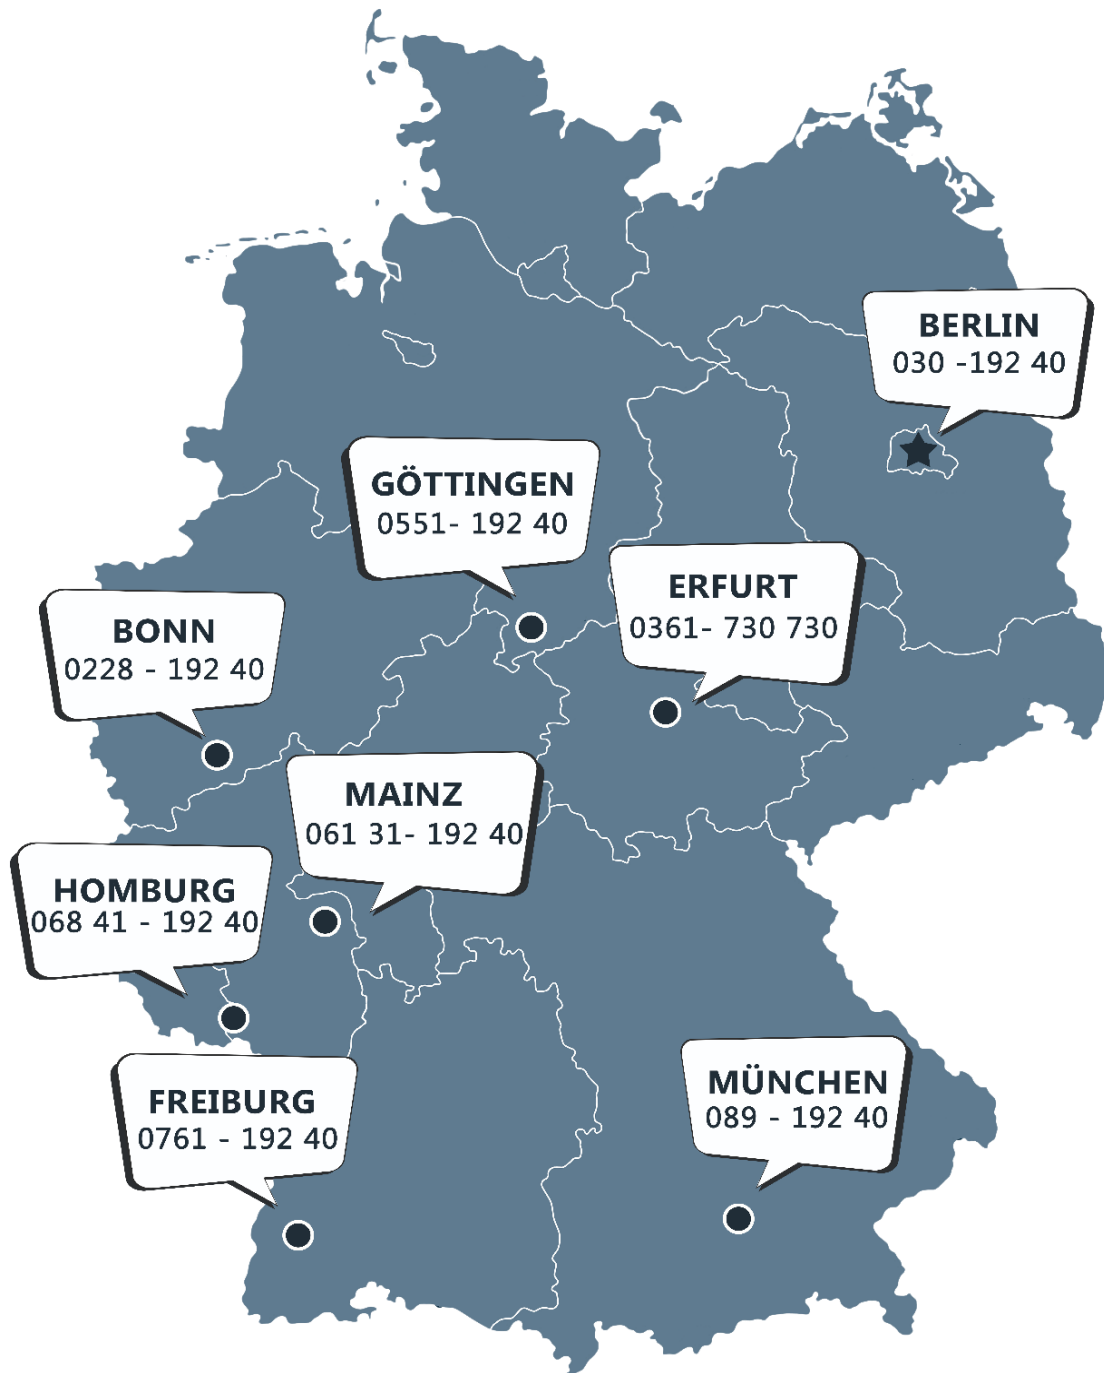 BERLIN
030 -192 40
GÖTTINGEN
0551- 192 40
ERFURT
0361- 730 730
BONN
0228 - 192 40
MAINZ
061 31- 192 40
HOMBURG
068 41 - 192 40
FREIBURG
0761 - 192 40
MÜNCHEN
089 - 192 40